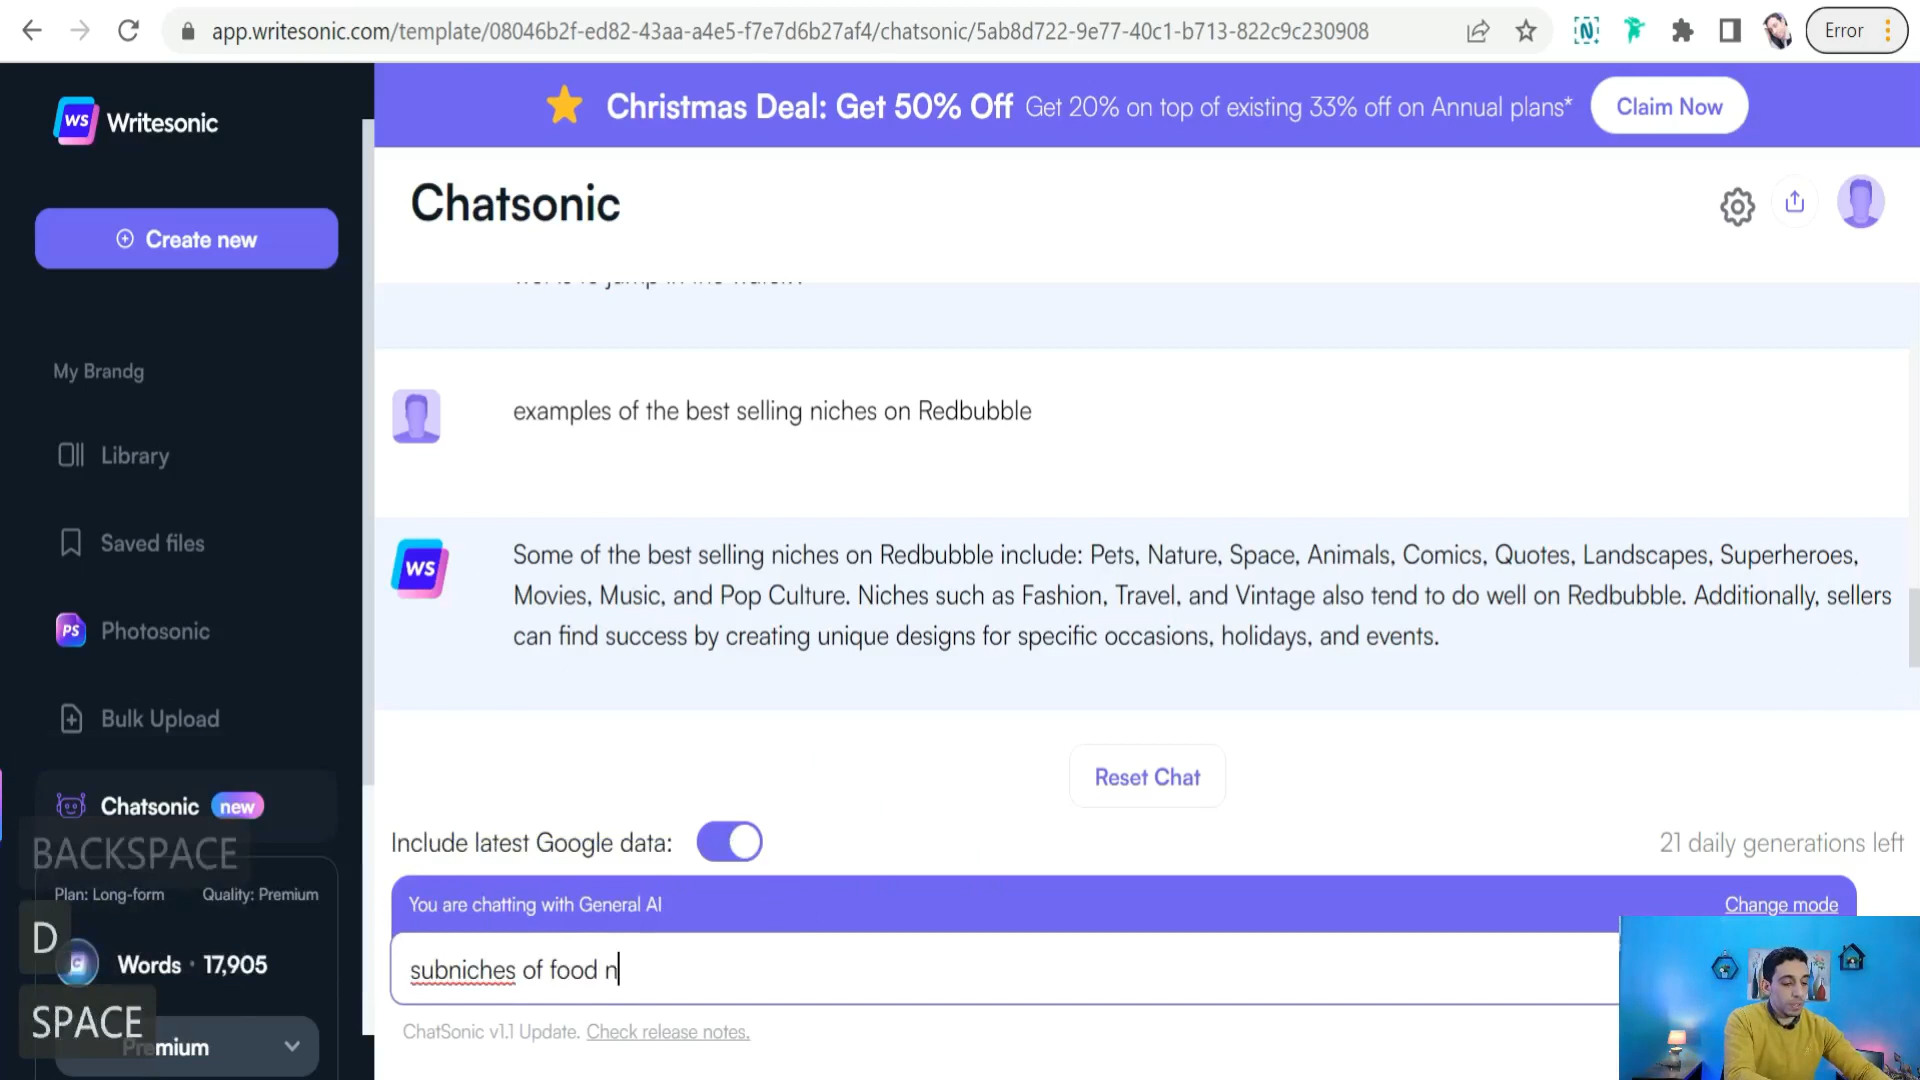 app.writesonic.com/template/08046b2f-ed82-43aa-a4e5-f7e7d6b27af4/chatsonic/5ab8d722-9e77-40c1-b713-822c9c230908
Error
WS Writesonic
Christmas Deal: Get 50% Off Get 20% on top of existing 33% off on Annual plans* Claim Now
Chatsonic
Create new
My Brandg
Library
Saved files
PS Photosonic
Bulk Upload
Chatsonic new
BACKSPACE
Plan: Long-form Quality: Premium
D
Words · 17,905
SPACE
Premium
examples of the best selling niches on Redbubble
WS
Some of the best selling niches on Redbubble include: Pets, Nature, Space, Animals, Comics, Quotes, Landscapes, Superheroes,
Movies, Music, and Pop Culture. Niches such as Fashion, Travel, and Vintage also tend to do well on Redbubble. Additionally, sellers
can find success by creating unique designs for specific occasions, holidays, and events.
Reset Chat
Include latest Google data:
21 daily generations left
You are chatting with General AI
Change mode
subniches of food n
ChatSonic v1.1 Update. Check release notes.